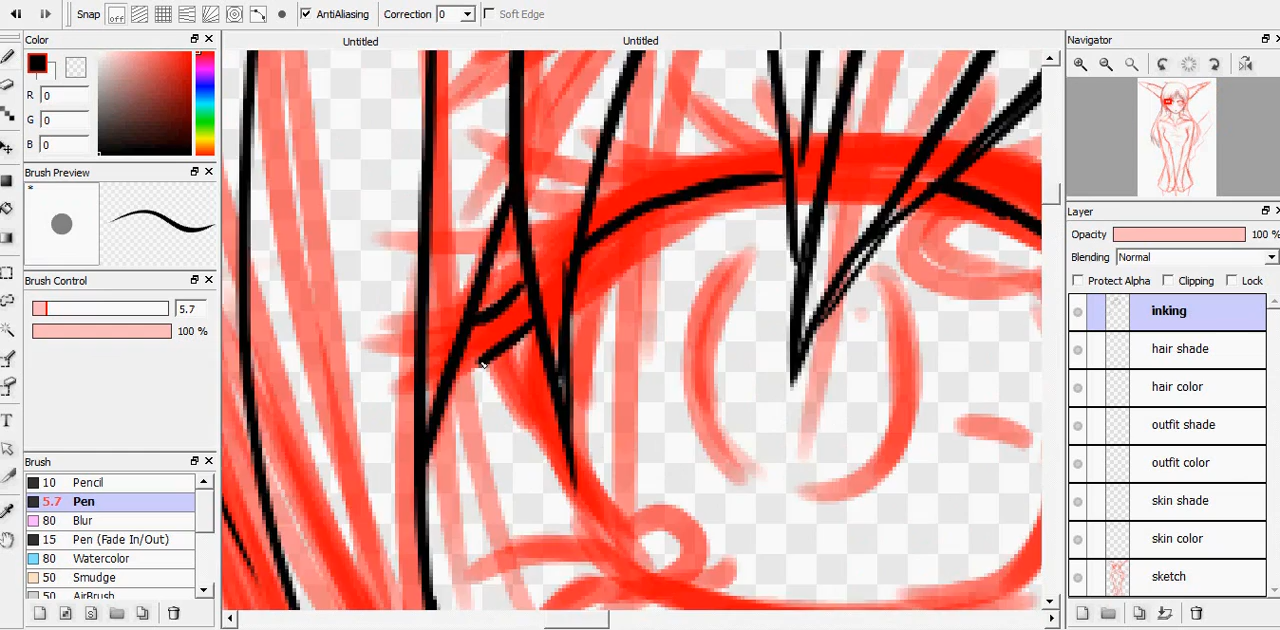 Snap off AntiAliasing Correction 0 Soft Edge
Color
Untitled
Untitled
Navigator
R 0
G 0
B 0
Brush Preview
*
Layer
Opacity 100 %
Blending Normal
Protect Alpha Clipping Lock
Brush Control
5.7
100 %
inking
hair shade
hair color
outfit shade
outfit color
skin shade
skin color
sketch
T
Brush
10 Pencil
5.7 Pen
80 Blur
15 Pen (Fade In/Out)
80 Watercolor
50 Smudge
50 AirBrush